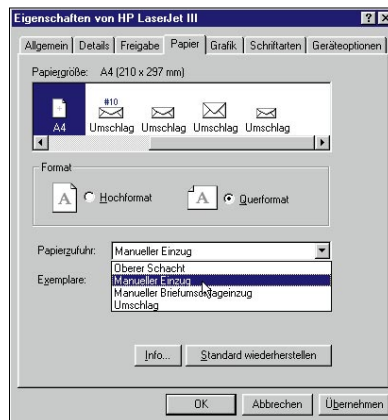 Eigenschaften von HP LaserJet III
Allgemein Details Freigabe Papier Grafik Schriftarten Geräteoptionen
Papiergröße: A4 (210 x 297 mm)
#10
A4 Umschlag Umschlag Umschlag Umschlag
Format
A Hochformat A Querformat
Papierzufuhr: Manueller Einzug
Oberer Schacht
Exemplare: Manueller Einzug
Manueller Briefumschlageinzug
Umschlag
Info... Standard wiederherstellen
OK Abbrechen Übernehmen